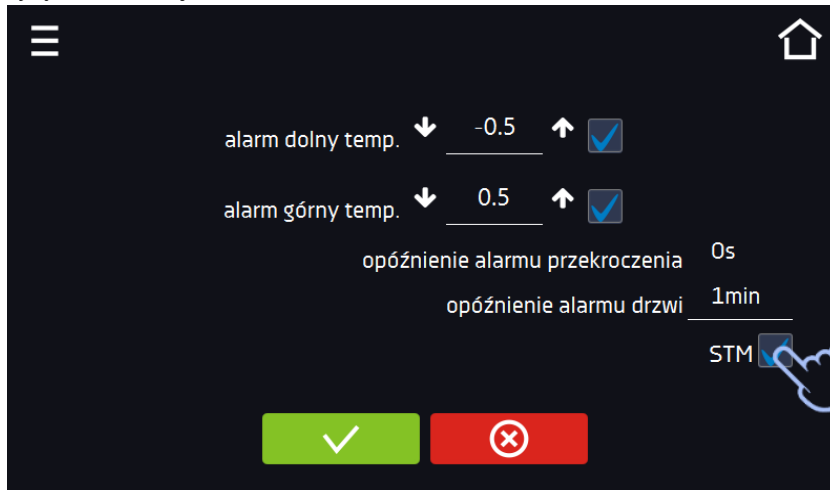 alarm dolny temp. -0.5
alarm górny temp. 0.5
opóźnienie alarmu przekroczenia 0s
opóźnienie alarmu drzwi 1min
STM